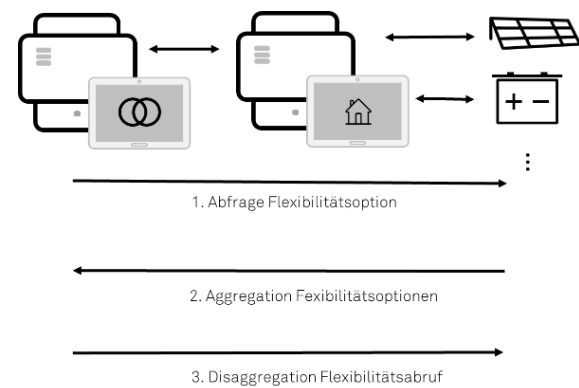 1. Abfrage Flexibilitätsoption
2. Aggregation Fexibilitätsoptionen
3. Disaggregation Flexibilitätsabruf